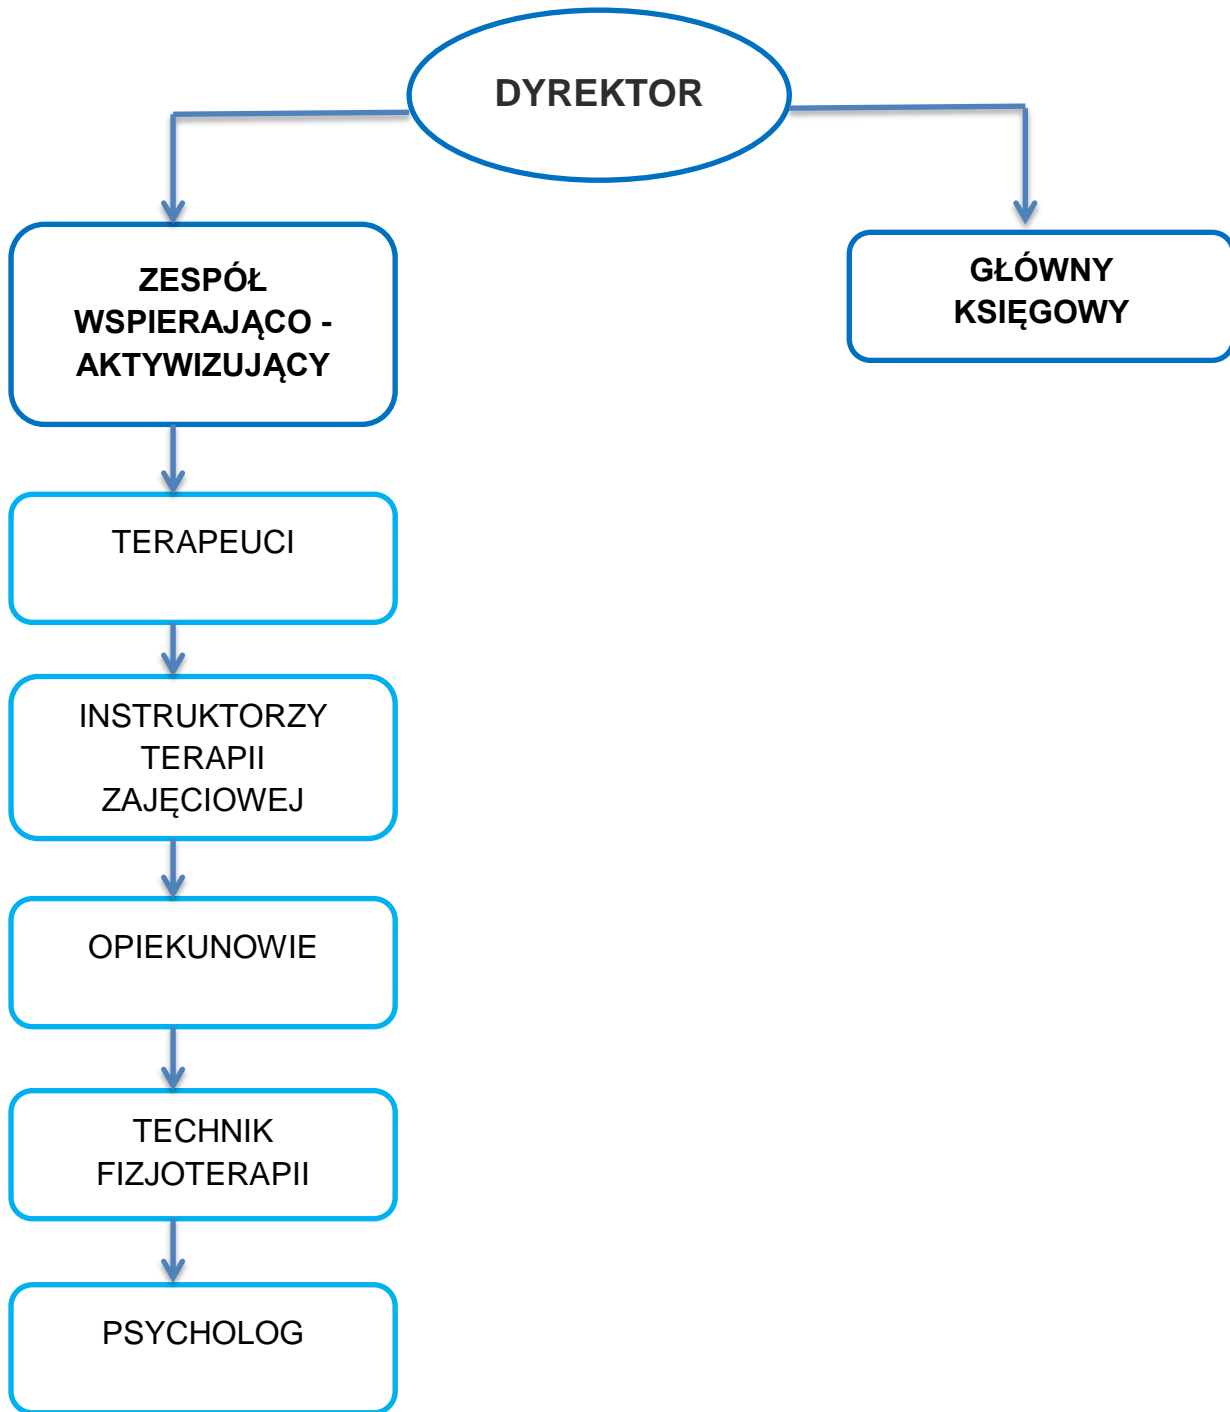 DYREKTOR
ZESPÓŁ
WSPIERAJĄCO -
AKTYWIZUJĄCY
GŁÓWNY
KSIĘGOWY
TERAPEUCI
INSTRUKTORZY
TERAPII
ZAJĘCIOWEJ
OPIEKUNOWIE
TECHNIK
FIZJOTERAPII
PSYCHOLOG